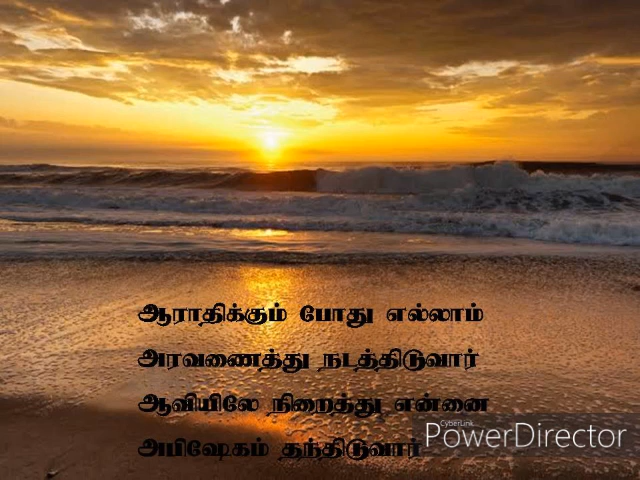 ஆராதிக்கும் போது எல்லாம்
அரவணைத்து நடத்திடுவார்
ஆவியிலே நிறைத்து என்னை
அபிஷேகம் தந்திடுவார்
CyberLink
PowerDirector